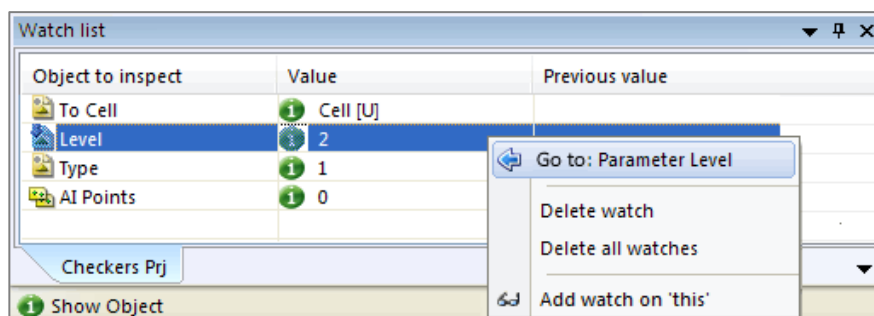 Watch list
Object to inspect Value Previous value
To Cell Cell [U]
Level 2
Type 1
AI Points 0
Go to: Parameter Level
Delete watch
Delete all watches
Add watch on 'this'
Checkers Prj
Show Object